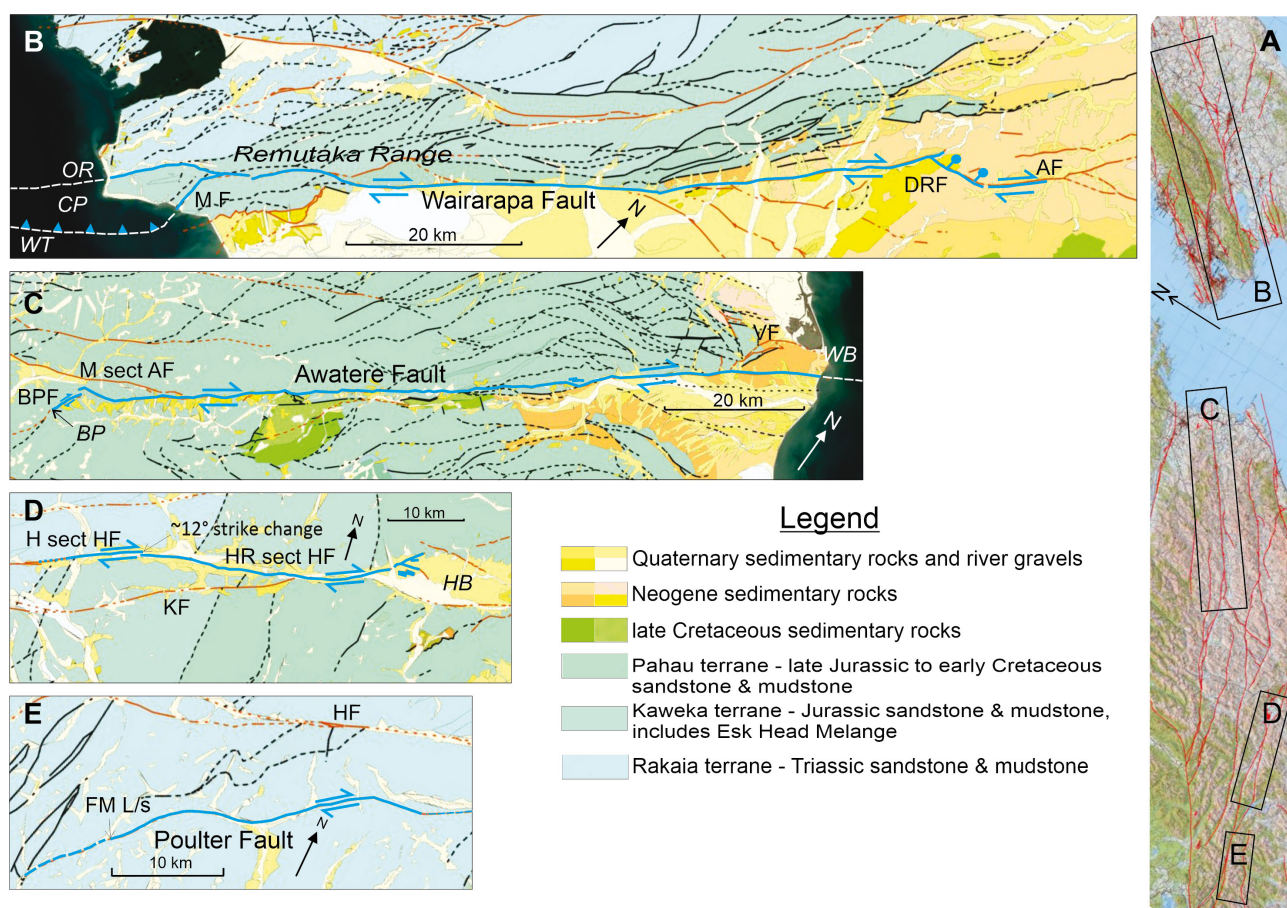 B
OR
CP
WT
M F
Remutaka Range
Wairarapa Fault
20 km
N
DRF
AF
A
N
B
C
D
E
C
M sect AF
BPF
BP
Awatere Fault
VF
WB
20 km
N
D
H sect HF
~12° strike change
HR sect HF
N
10 km
KF
HB
E
HF
FM L/s
Poulter Fault
N
10 km
Legend
Quaternary sedimentary rocks and river gravels
Neogene sedimentary rocks
late Cretaceous sedimentary rocks
Pahau terrane - late Jurassic to early Cretaceous
sandstone & mudstone
Kaweka terrane - Jurassic sandstone & mudstone,
includes Esk Head Melange
Rakaia terrane - Triassic sandstone & mudstone